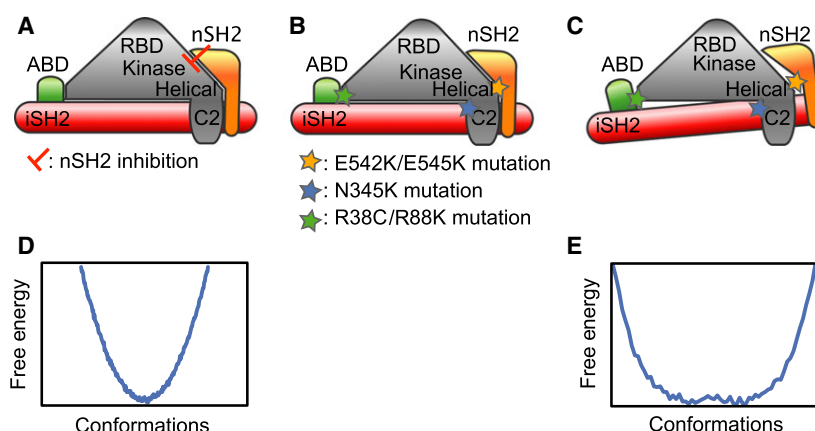 A
nSH2
RBD
Kinase
ABD
Helical
iSH2
C2
: nSH2 inhibition
B
nSH2
RBD
Kinase
ABD
Helical
iSH2
C2
: E542K/E545K mutation
: N345K mutation
: R38C/R88K mutation
C
nSH2
RBD
Kinase
ABD
Helical
iSH2
C2
D
Free energy
Conformations
E
Free energy
Conformations